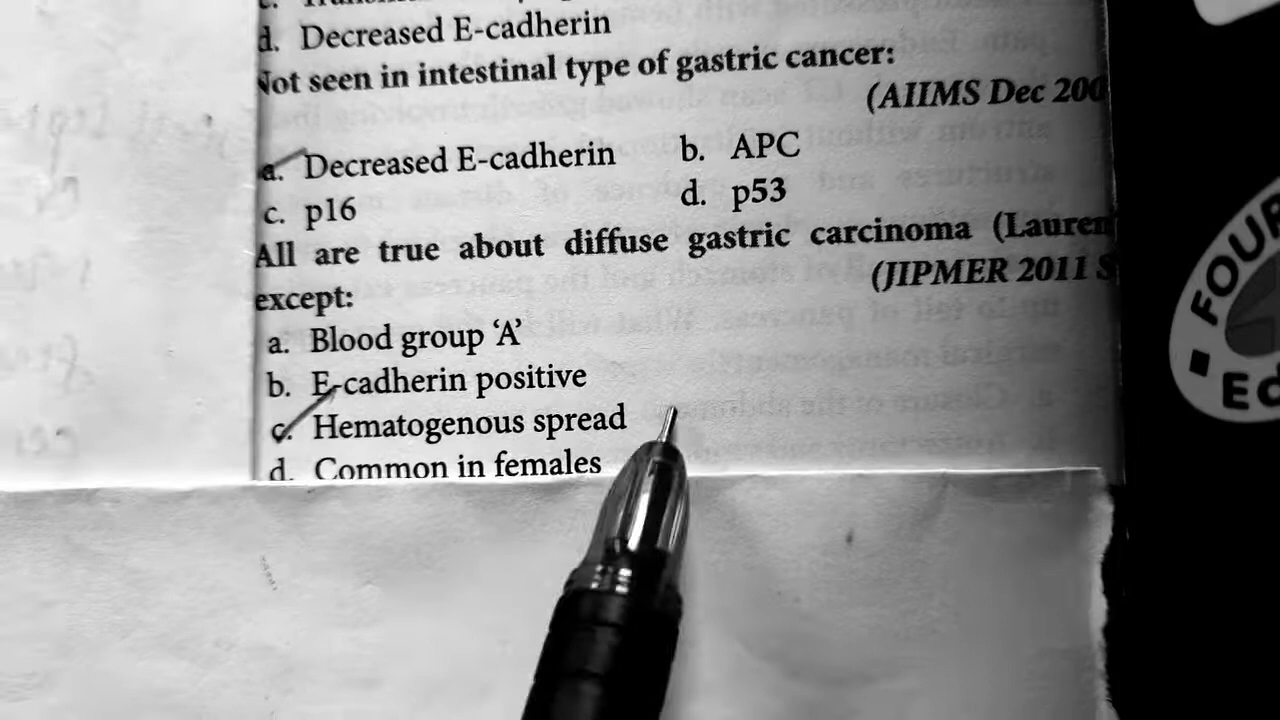 d. Decreased E-cadherin
Not seen in intestinal type of gastric cancer:
(AIIMS Dec 200
a. Decreased E-cadherin b. APC
c. p16 d. p53
All are true about diffuse gastric carcinoma (Lauren
(JIPMER 2011 S
except:
a. Blood group ‘A’
b. E-cadherin positive
c. Hematogenous spread
d. Common in females
FOUR
Ed